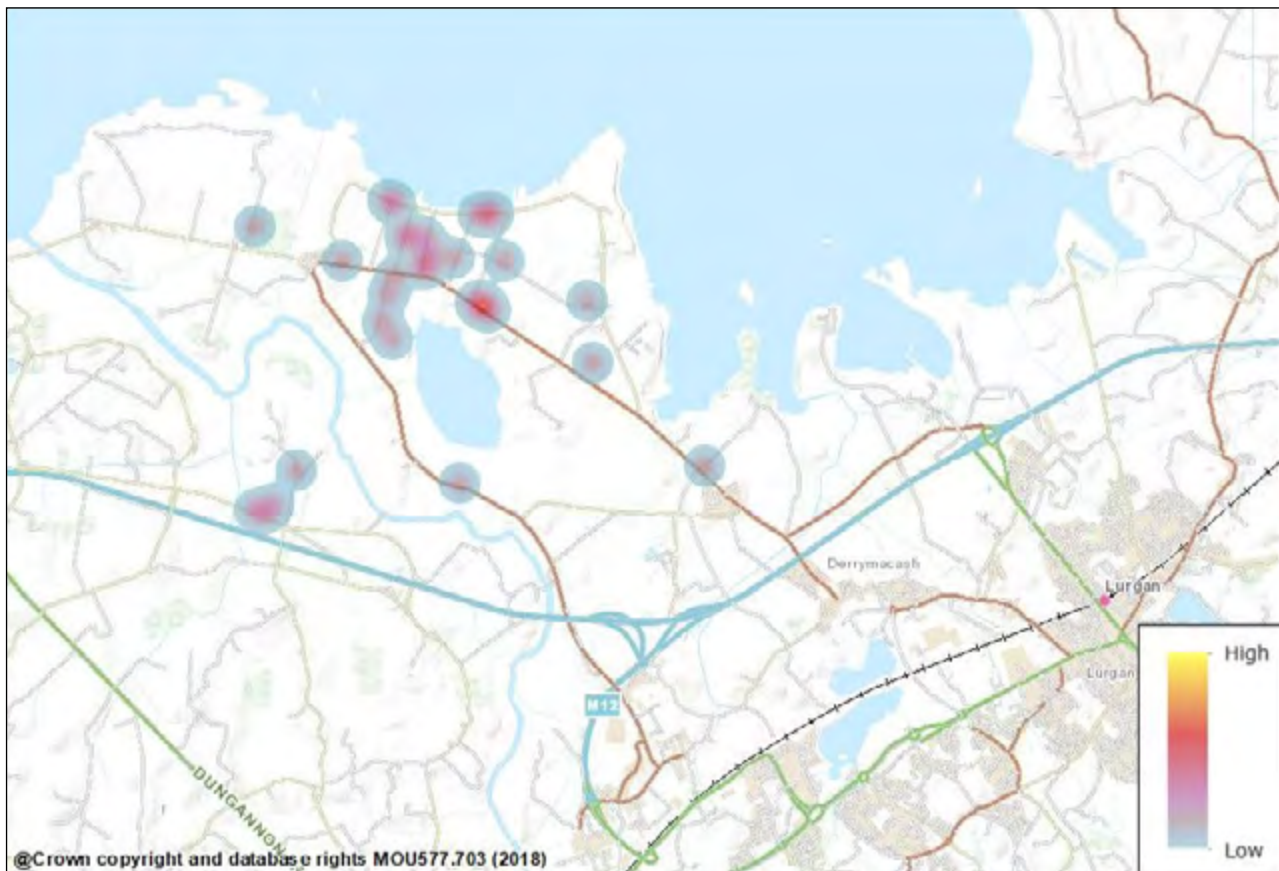 Derrymacash
Lurgan
Lurgan
High
Low
M12
DUNGANNON
@Crown copyright and database rights MOU577.703 (2018)